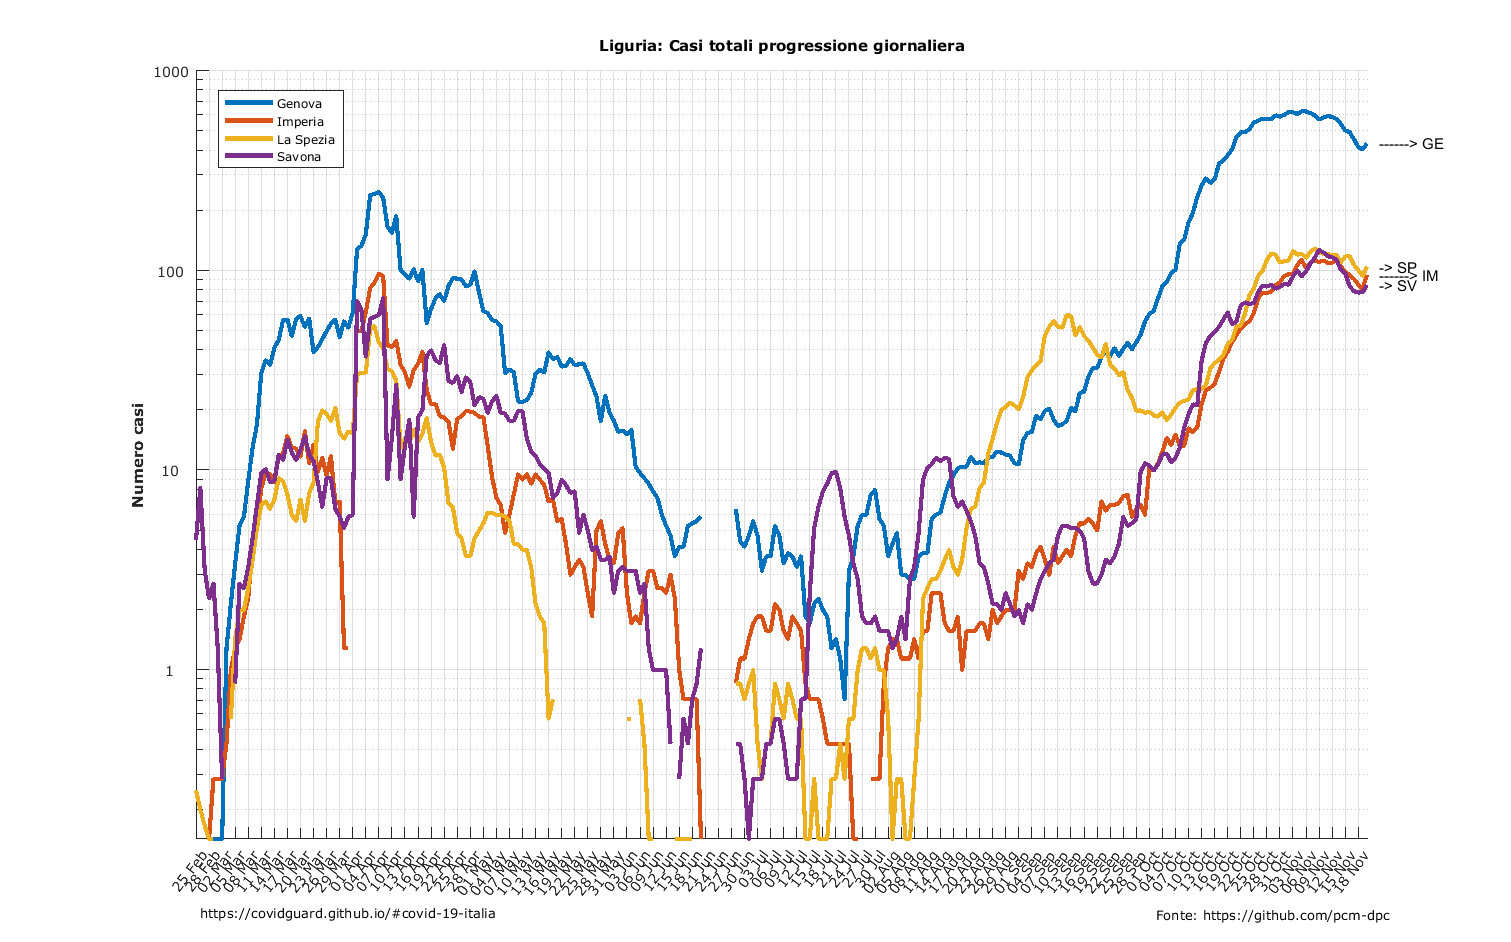 Liguria: Casi totali progressione giornaliera
1000
100
10
1
Numero casi
Genova
Imperia
La Spezia
Savona
------> GE
-> SP
------> IM
-> SV
25 Feb
28 Feb
02 Mar
05 Mar
08 Mar
11 Mar
14 Mar
17 Mar
20 Mar
23 Mar
26 Mar
29 Mar
01 Apr
04 Apr
07 Apr
10 Apr
13 Apr
16 Apr
19 Apr
22 Apr
25 Apr
28 Apr
01 May
04 May
07 May
10 May
13 May
16 May
19 May
22 May
25 May
28 May
31 May
03 Jun
06 Jun
09 Jun
12 Jun
15 Jun
18 Jun
21 Jun
24 Jun
27 Jun
30 Jun
03 Jul
06 Jul
09 Jul
12 Jul
15 Jul
18 Jul
21 Jul
24 Jul
27 Jul
30 Jul
02 Aug
05 Aug
08 Aug
11 Aug
14 Aug
17 Aug
20 Aug
23 Aug
26 Aug
29 Aug
01 Sep
04 Sep
07 Sep
10 Sep
13 Sep
16 Sep
19 Sep
22 Sep
25 Sep
28 Sep
01 Oct
04 Oct
07 Oct
10 Oct
13 Oct
16 Oct
19 Oct
22 Oct
25 Oct
28 Oct
31 Oct
03 Nov
06 Nov
09 Nov
12 Nov
15 Nov
18 Nov
https://covidguard.github.io/#covid-19-italia
Fonte: https://github.com/pcm-dpc